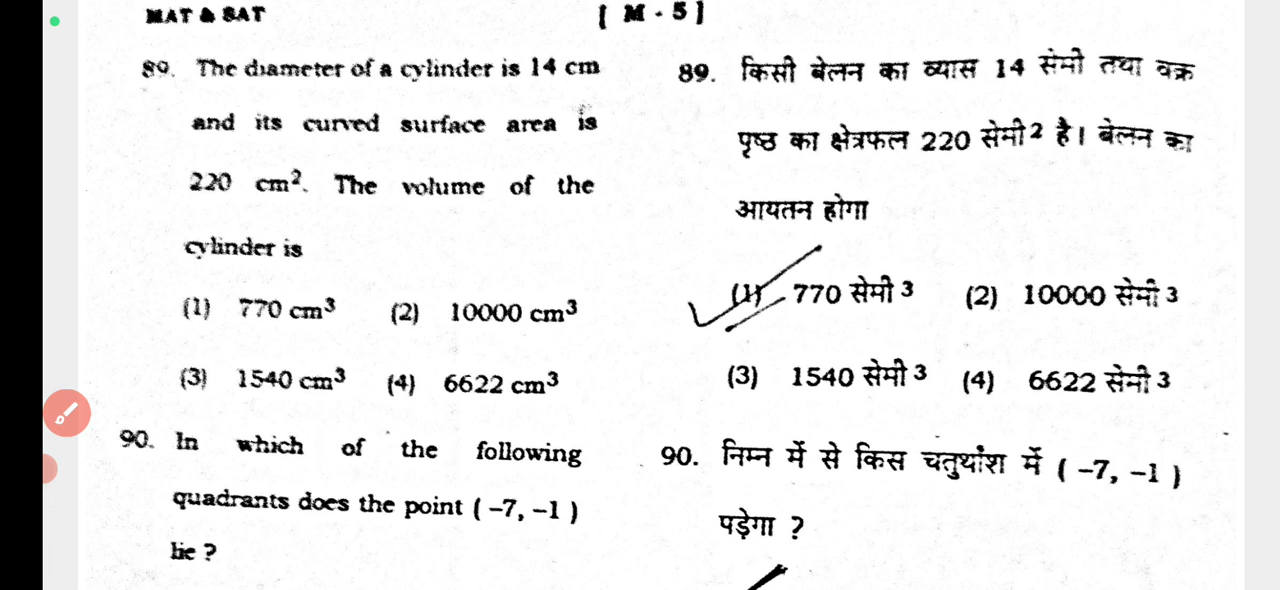 MAT & SAT
[ M - 5 ]
89. The diameter of a cylinder is 14 cm
and its curved surface area is
220 cm². The volume of the
cylinder is
(1) 770 cm³ (2) 10000 cm³
(3) 1540 cm³ (4) 6622 cm³
90. In which of the following
quadrants does the point ( –7, –1 )
lie ?
89. किसी बेलन का व्यास 14 सेमी तथा वक्र
पृष्ठ का क्षेत्रफल 220 सेमी² है। बेलन का
आयतन होगा
(1) 770 सेमी ³ (2) 10000 सेमी ³
(3) 1540 सेमी ³ (4) 6622 सेमी ³
90. निम्न में से किस चतुर्थांश में ( –7, –1 )
पड़ेगा ?